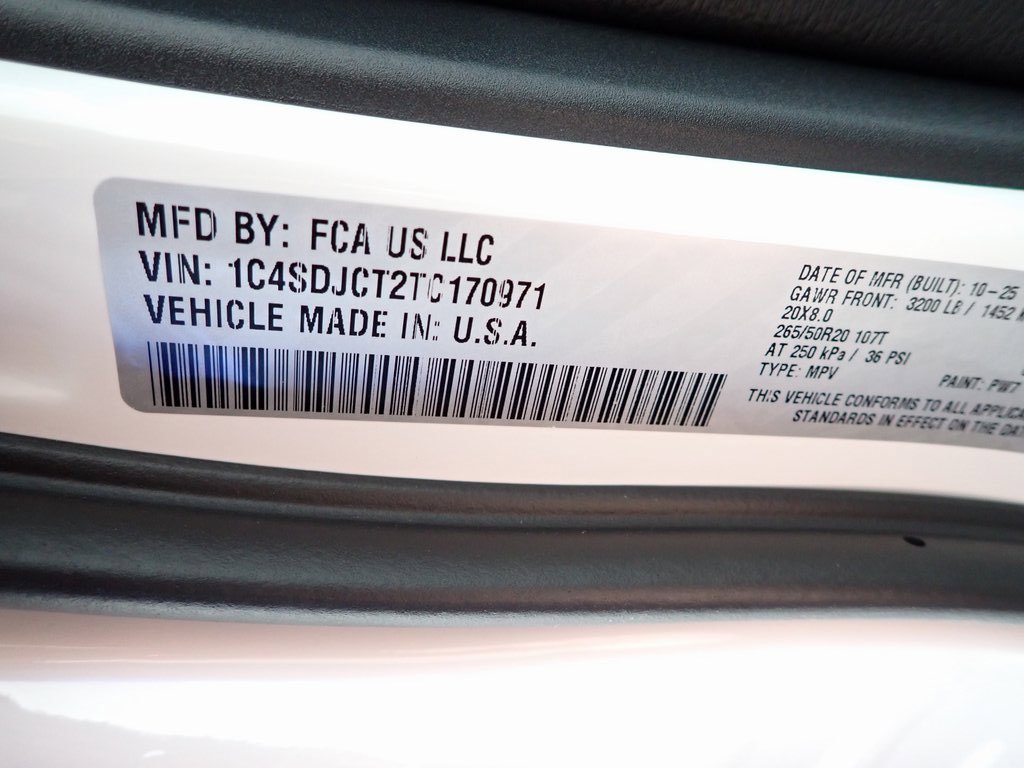 MFD BY: FCA US LLC
VIN: 1C4SDJCT2TC170971
VEHICLE MADE IN: U.S.A.
DATE OF MFR (BUILT): 10-25
GAWR FRONT: 3200 LB / 1452
20X8.0
265/50R20 107T
AT 250 kPa / 36 PSI
TYPE: MPV
PAINT: PW7
THIS VEHICLE CONFORMS TO ALL
STANDARDS IN EFFECT ON THE